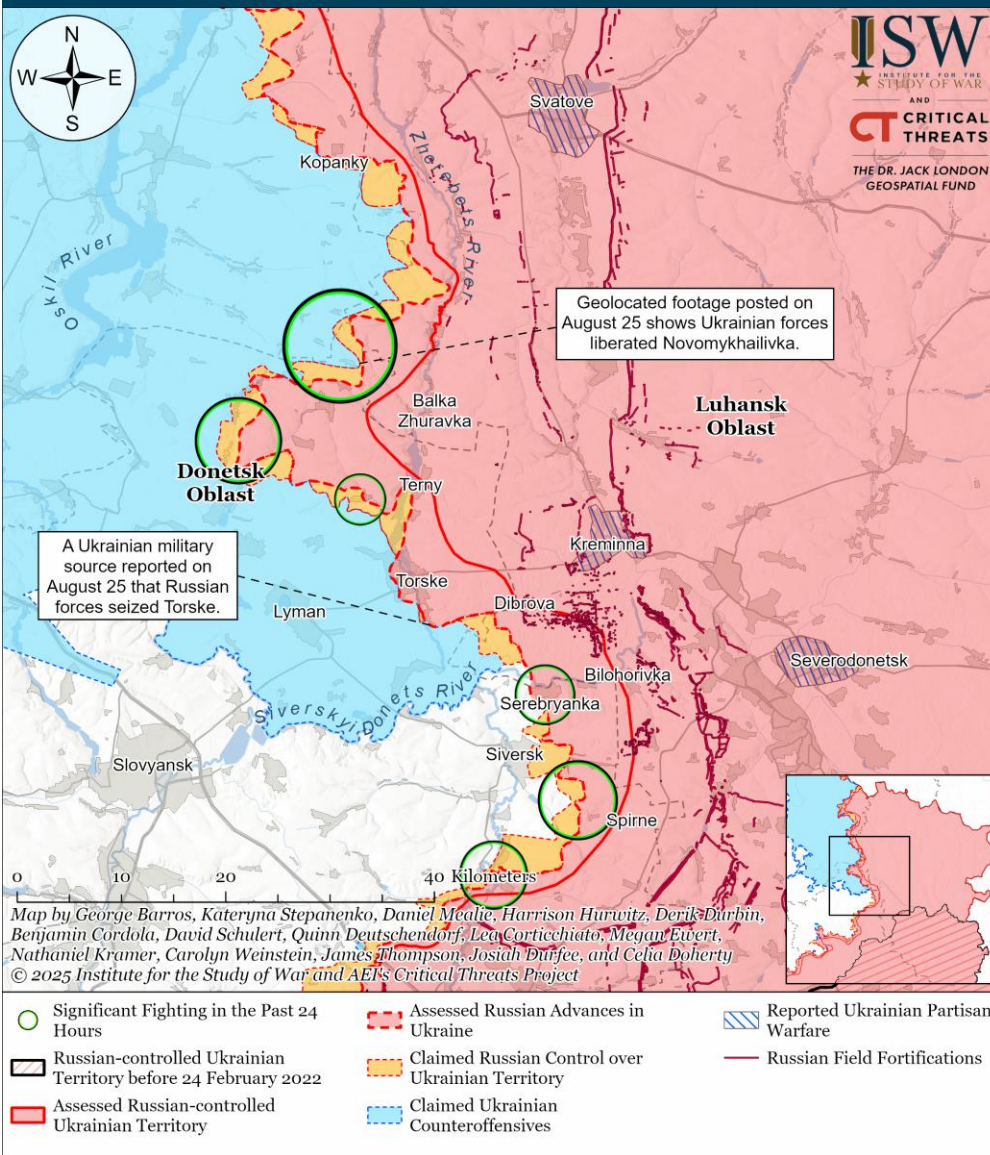 N
W E
S
ISW
INSTITUTE FOR THE
STUDY OF WAR
AND
CT CRITICAL
THREATS
THE DR. JACK LONDON
GEOSPATIAL FUND
Svatove
Kopanky
Zherebets River
Oskil River
Geolocated footage posted on
August 25 shows Ukrainian forces
liberated Novomykhailivka.
Balka
Zhuravka
Luhansk
Oblast
Donetsk
Oblast
Terny
Kreminna
A Ukrainian military
source reported on
August 25 that Russian
forces seized Torske.
Torske
Lyman
Dibrova
Severodonetsk
Bilohorivka
Siverskyi Donets River
Serebryanka
Siversk
Slovyansk
Spirne
0 10 20 40 Kilometers
Map by George Barros, Kateryna Stepanenko, Daniel Mealie, Harrison Hurwitz, Derik Durbin,
Benjamin Cordola, David Schulert, Quinn Deutschendorf, Lea Corticchiato, Megan Ewert,
Nathaniel Kramer, Carolyn Weinstein, James Thompson, Josiah Durfee, and Celia Doherty
© 2025 Institute for the Study of War and AEI's Critical Threats Project
Significant Fighting in the Past 24
Hours
Russian-controlled Ukrainian
Territory before 24 February 2022
Assessed Russian-controlled
Ukrainian Territory
Assessed Russian Advances in
Ukraine
Claimed Russian Control over
Ukrainian Territory
Claimed Ukrainian
Counteroffensives
Reported Ukrainian Partisan
Warfare
Russian Field Fortifications